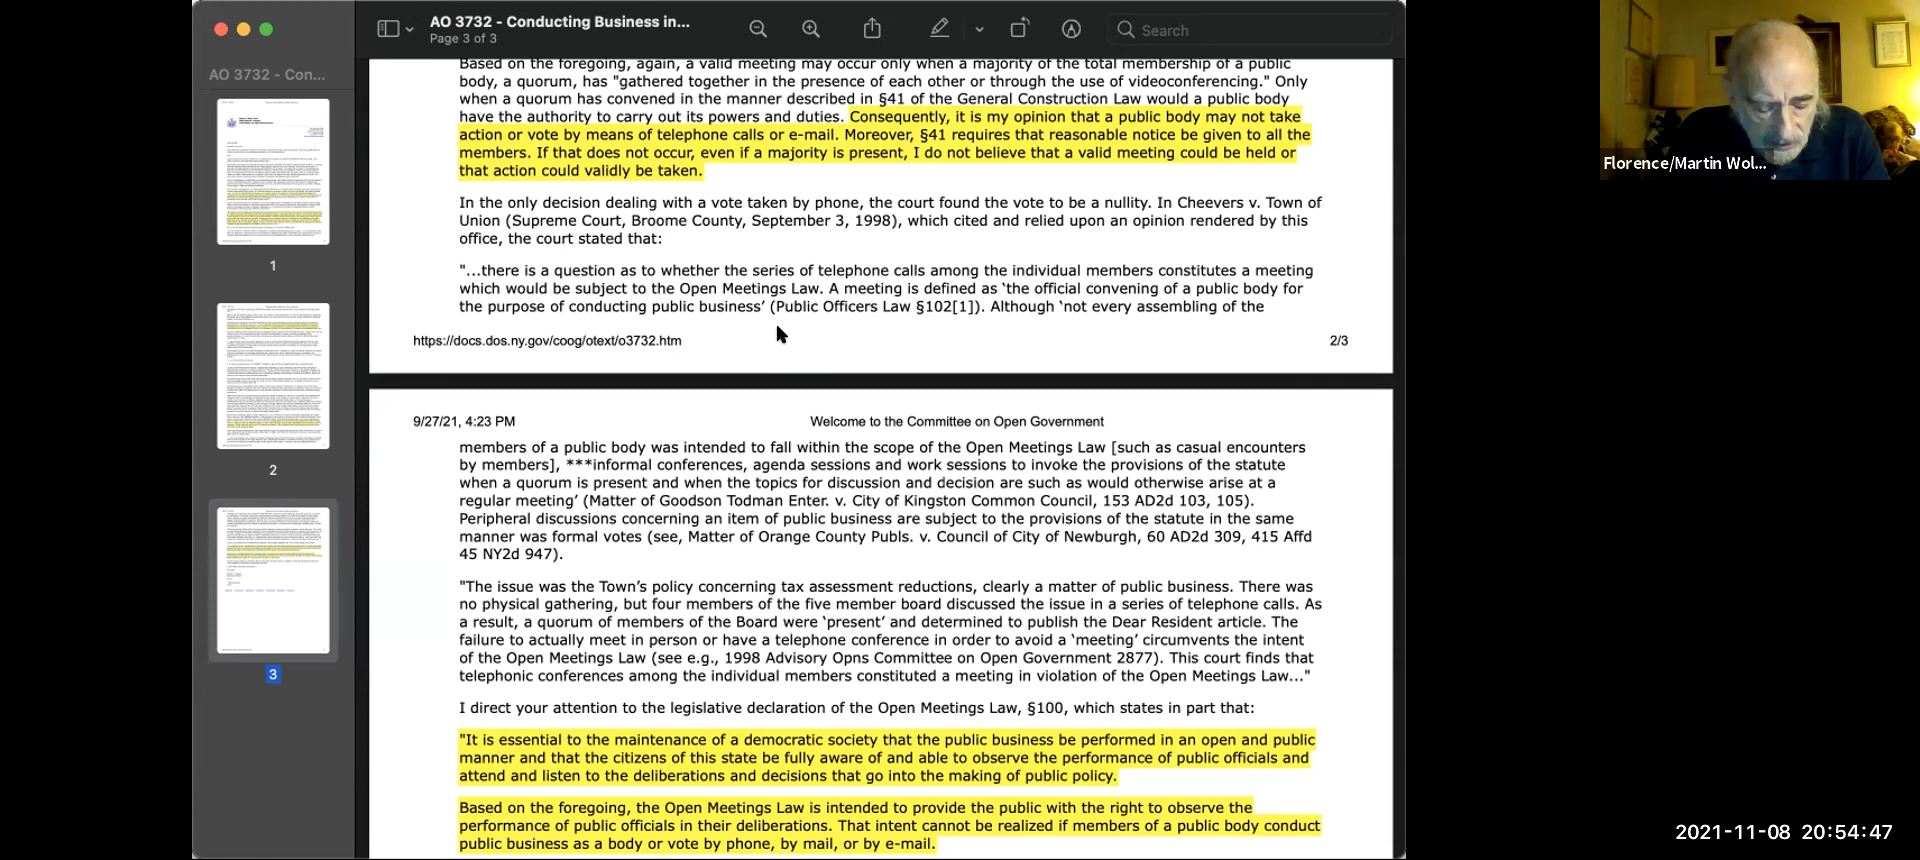 AO 3732 - Conducting Business in...
Page 3 of 3
Search
AO 3732 - Con...
1
2
3
Based on the foregoing, again, a valid meeting may occur only when a majority of the total membership of a public
body, a quorum, has "gathered together in the presence of each other or through the use of videoconferencing." Only
when a quorum has convened in the manner described in §41 of the General Construction Law would a public body
have the authority to carry out its powers and duties. Consequently, it is my opinion that a public body may not take
action or vote by means of telephone calls or e-mail. Moreover, §41 requires that reasonable notice be given to all the
members. If that does not occur, even if a majority is present, I do not believe that a valid meeting could be held or
that action could validly be taken.
In the only decision dealing with a vote taken by phone, the court found the vote to be a nullity. In Cheevers v. Town of
Union (Supreme Court, Broome County, September 3, 1998), which cited and relied upon an opinion rendered by this
office, the court stated that:
"...there is a question as to whether the series of telephone calls among the individual members constitutes a meeting
which would be subject to the Open Meetings Law. A meeting is defined as ‘the official convening of a public body for
the purpose of conducting public business’ (Public Officers Law §102[1]). Although ‘not every assembling of the
https://docs.dos.ny.gov/coog/otext/o3732.htm 2/3
9/27/21, 4:23 PM Welcome to the Committee on Open Government
members of a public body was intended to fall within the scope of the Open Meetings Law [such as casual encounters
by members], ***informal conferences, agenda sessions and work sessions to invoke the provisions of the statute
when a quorum is present and when the topics for discussion and decision are such as would otherwise arise at a
regular meeting’ (Matter of Goodson Todman Enter. v. City of Kingston Common Council, 153 AD2d 103, 105).
Peripheral discussions concerning an item of public business are subject to the provisions of the statute in the same
manner was formal votes (see, Matter of Orange County Publs. v. Council of City of Newburgh, 60 AD2d 309, 415 Affd
45 NY2d 947).
"The issue was the Town’s policy concerning tax assessment reductions, clearly a matter of public business. There was
no physical gathering, but four members of the five member board discussed the issue in a series of telephone calls. As
a result, a quorum of members of the Board were ‘present’ and determined to publish the Dear Resident article. The
failure to actually meet in person or have a telephone conference in order to avoid a ‘meeting’ circumvents the intent
of the Open Meetings Law (see e.g., 1998 Advisory Opns Committee on Open Government 2877). This court finds that
telephonic conferences among the individual members constituted a meeting in violation of the Open Meetings Law..."
I direct your attention to the legislative declaration of the Open Meetings Law, §100, which states in part that:
"It is essential to the maintenance of a democratic society that the public business be performed in an open and public
manner and that the citizens of this state be fully aware of and able to observe the performance of public officials and
attend and listen to the deliberations and decisions that go into the making of public policy.
Based on the foregoing, the Open Meetings Law is intended to provide the public with the right to observe the
performance of public officials in their deliberations. That intent cannot be realized if members of a public body conduct
public business as a body or vote by phone, by mail, or by e-mail.
Florence/Martin Wol...
2021-11-08 20:54:47